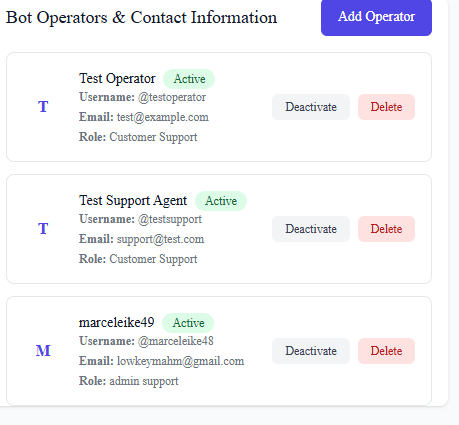 Bot Operators & Contact Information
Add Operator
T
Test Operator Active
Username: @testoperator
Email: test@example.com
Role: Customer Support
Deactivate
Delete
T
Test Support Agent Active
Username: @testsupport
Email: support@test.com
Role: Customer Support
Deactivate
Delete
M
marceleike49 Active
Username: @marceleike48
Email: lowkeymahm@gmail.com
Role: admin support
Deactivate
Delete